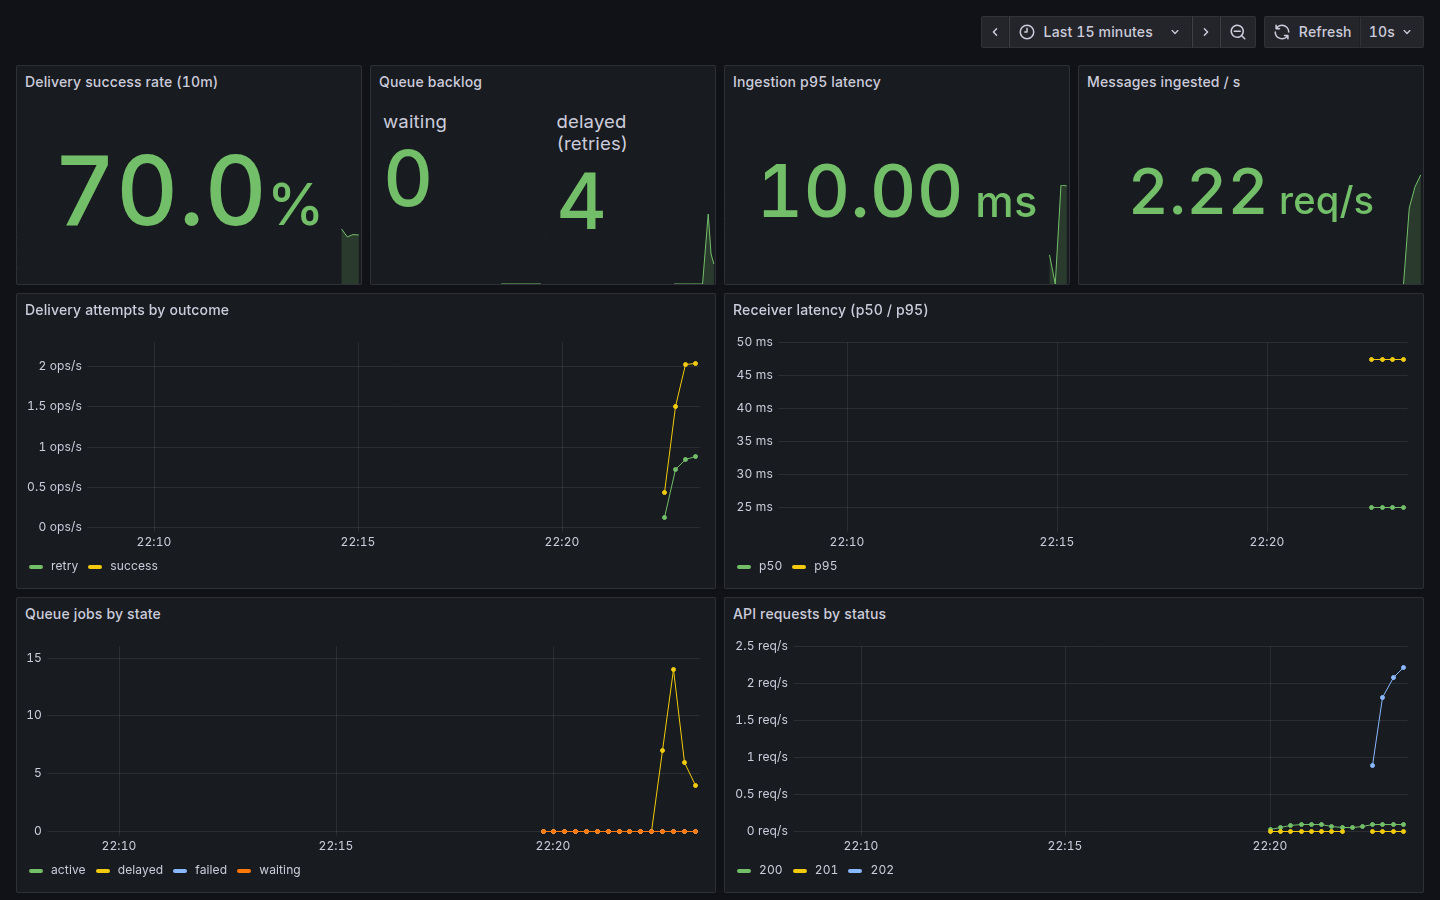 Last 15 minutes
Refresh
10s
Delivery success rate (10m)
70.0%
Queue backlog
waiting
0
delayed
(retries)
4
Ingestion p95 latency
10.00 ms
Messages ingested / s
2.22 req/s
Delivery attempts by outcome
2 ops/s
1.5 ops/s
1 ops/s
0.5 ops/s
0 ops/s
22:10 22:15 22:20
retry success
Receiver latency (p50 / p95)
50 ms
45 ms
40 ms
35 ms
30 ms
25 ms
22:10 22:15 22:20
p50 p95
Queue jobs by state
15
10
5
0
22:10 22:15 22:20
active delayed failed waiting
API requests by status
2.5 req/s
2 req/s
1.5 req/s
1 req/s
0.5 req/s
0 req/s
22:10 22:15 22:20
200 201 202